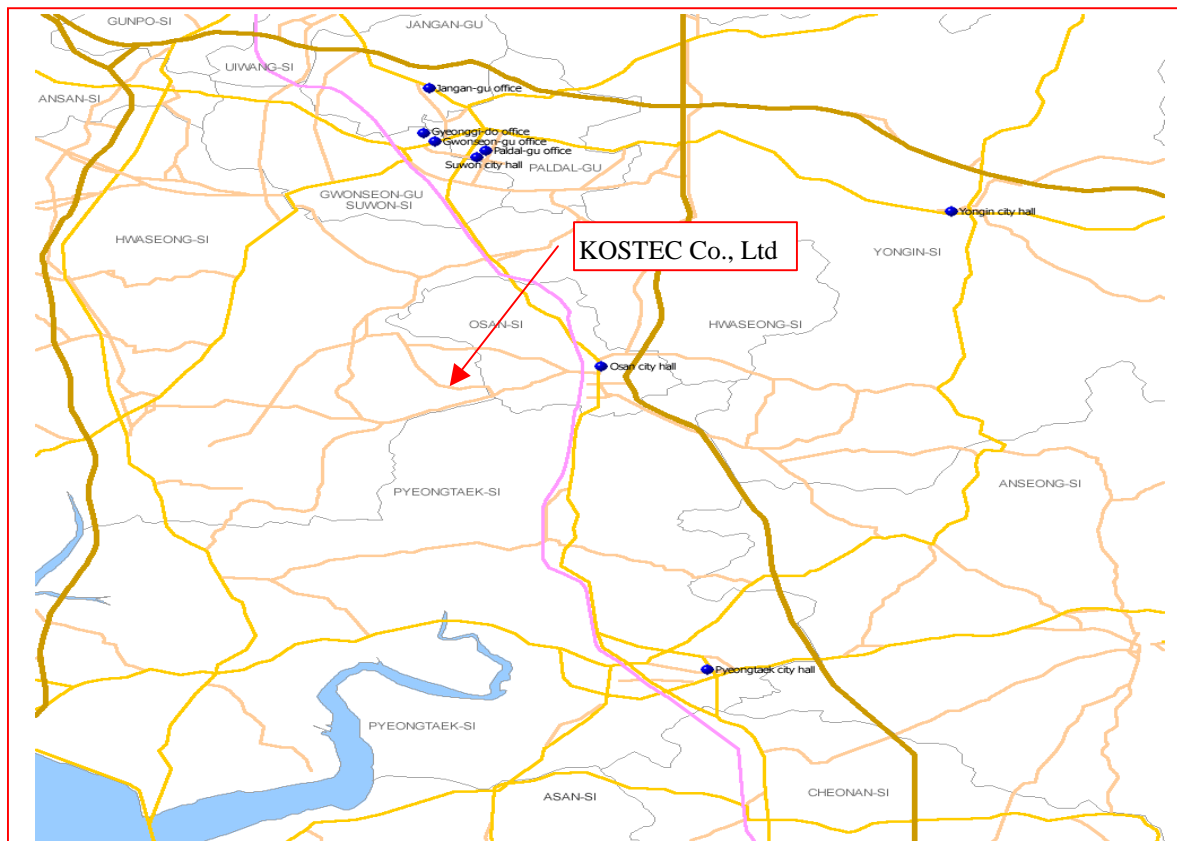 GUNPO-SI
JANGAN-GU
UIWANG-SI
ANSAN-SI
Jangan-gu office
Gyeonggi-do office
Gwonseon-gu office
Paldal-gu office
Suwon city hall
PALDAL-GU
GWONSEON-GU
SUWON-SI
Yongin city hall
HWASEONG-SI
KOSTEC Co., Ltd
YONGIN-SI
OSAN-SI
HWASEONG-SI
Osan city hall
PYEONGTAEK-SI
ANSEONG-SI
Pyeongtaek city hall
PYEONGTAEK-SI
ASAN-SI
CHEONAN-SI